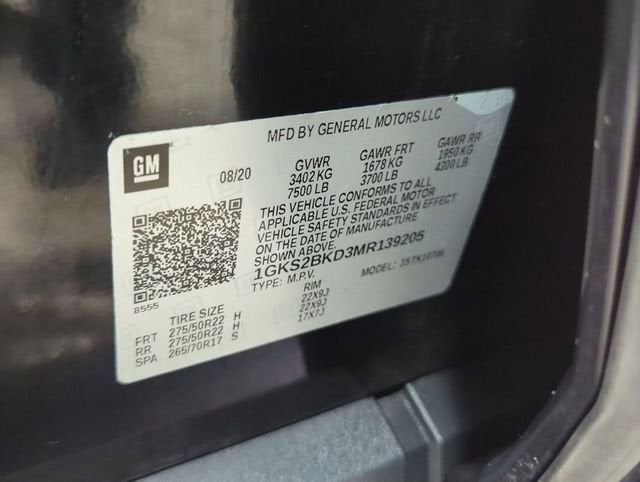 MFD BY GENERAL MOTORS LLC
GM
08/20
GVWR GAWR FRT GAWR RR
3402 KG 1678 KG 1950 KG
7500 LB 3700 LB 4300 LB
THIS VEHICLE CONFORMS TO ALL
APPLICABLE U.S. FEDERAL MOTOR
VEHICLE SAFETY STANDARDS IN EFFECT
ON THE DATE OF MANUFACTURE
SHOWN ABOVE.
1GKS2BKD3MR139205
TYPE: M.P.V. MODEL:
8555
TIRE SIZE RIM
FRT 275/50R22 H 22X9J
RR 275/50R22 H 22X9J
SPA 265/70R17 S 17X7J